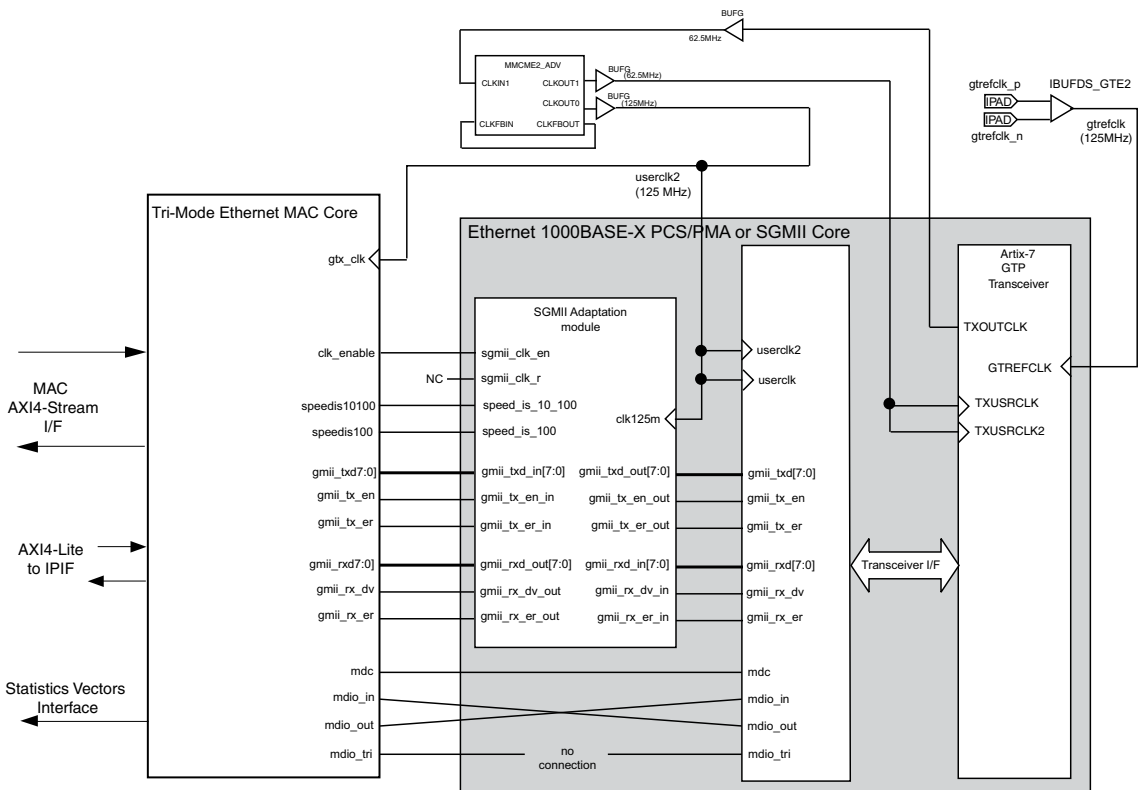 BUFG
62.5MHz
MMCME2_ADV
CLKIN1
CLKOUT1
BUFG
(62.5MHz)
CLKOUT0
BUFG
(125MHz)
CLKFBIN
CLKFBOUT
gtrefclk_p
IBUFDS_GTE2
IPAD
IPAD
gtrefclk_n
gtrefclk
(125MHz)
userclk2
(125 MHz)
Tri-Mode Ethernet MAC Core
gtx_clk
clk_enable
NC
speedis10100
speedis100
gmii_txd7:0]
gmii_tx_en
gmii_tx_er
gmii_rxd7:0]
gmii_rx_dv
gmii_rx_er
mdc
mdio_in
mdio_out
mdio_tri
MAC
AXI4-Stream
I/F
AXI4-Lite
to IPIF
Statistics Vectors
Interface
Ethernet 1000BASE-X PCS/PMA or SGMII Core
SGMII Adaptation
module
sgmii_clk_en
sgmii_clk_r
speed_is_10_100
speed_is_100
clk125m
gmii_txd_in[7:0]
gmii_txd_out[7:0]
gmii_tx_en_in
gmii_tx_en_out
gmii_tx_er_in
gmii_tx_er_out
gmii_rxd_out[7:0]
gmii_rxd_in[7:0]
gmii_rx_dv_out
gmii_rx_dv_in
gmii_rx_er_out
gmii_rx_er_in
no
connection
userclk2
userclk
gmii_txd[7:0]
gmii_tx_en
gmii_tx_er
gmii_rxd[7:0]
gmii_rx_dv
gmii_rx_er
mdc
mdio_in
mdio_out
mdio_tri
Transceiver I/F
Artix-7
GTP
Transceiver
TXOUTCLK
GTREFCLK
TXUSRCLK
TXUSRCLK2